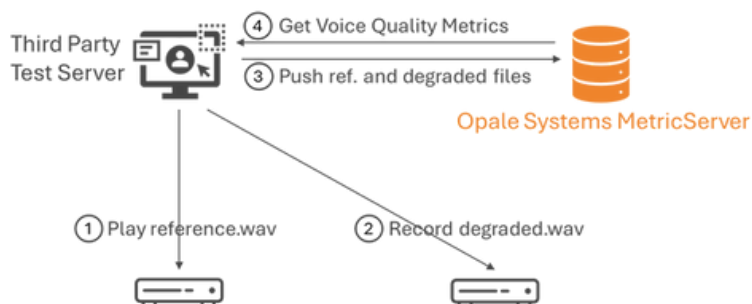 ④ Get Voice Quality Metrics
Third Party
Test Server
③ Push ref. and degraded files
Opale Systems MetricServer
① Play reference.wav
② Record degraded.wav